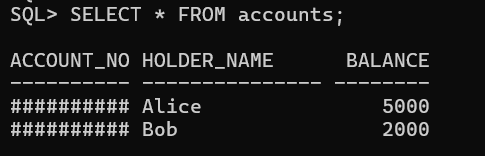 SQL> SELECT * FROM accounts;
ACCOUNT_NO HOLDER_NAME BALANCE
---------- --------------- --------
########## Alice 5000
########## Bob 2000